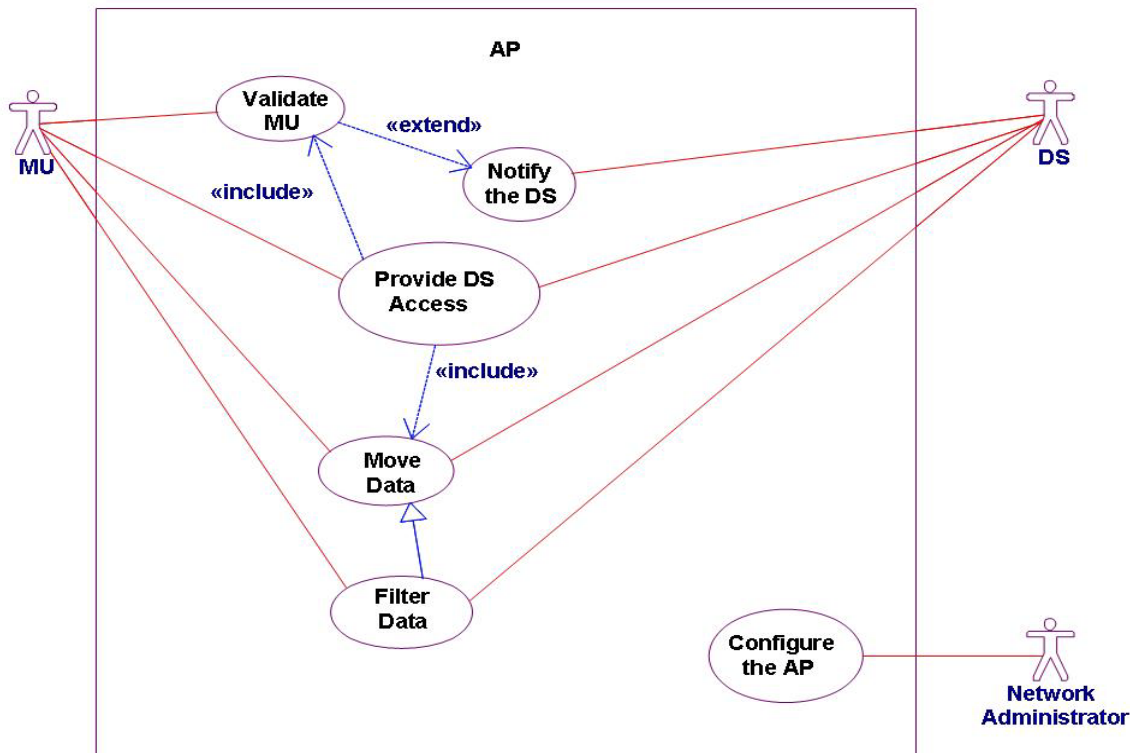 AP
Validate
MU
«extend»
MU
DS
Notify
the DS
«include»
Provide DS
Access
«include»
Move
Data
Filter
Data
Configure
the AP
Network
Administrator